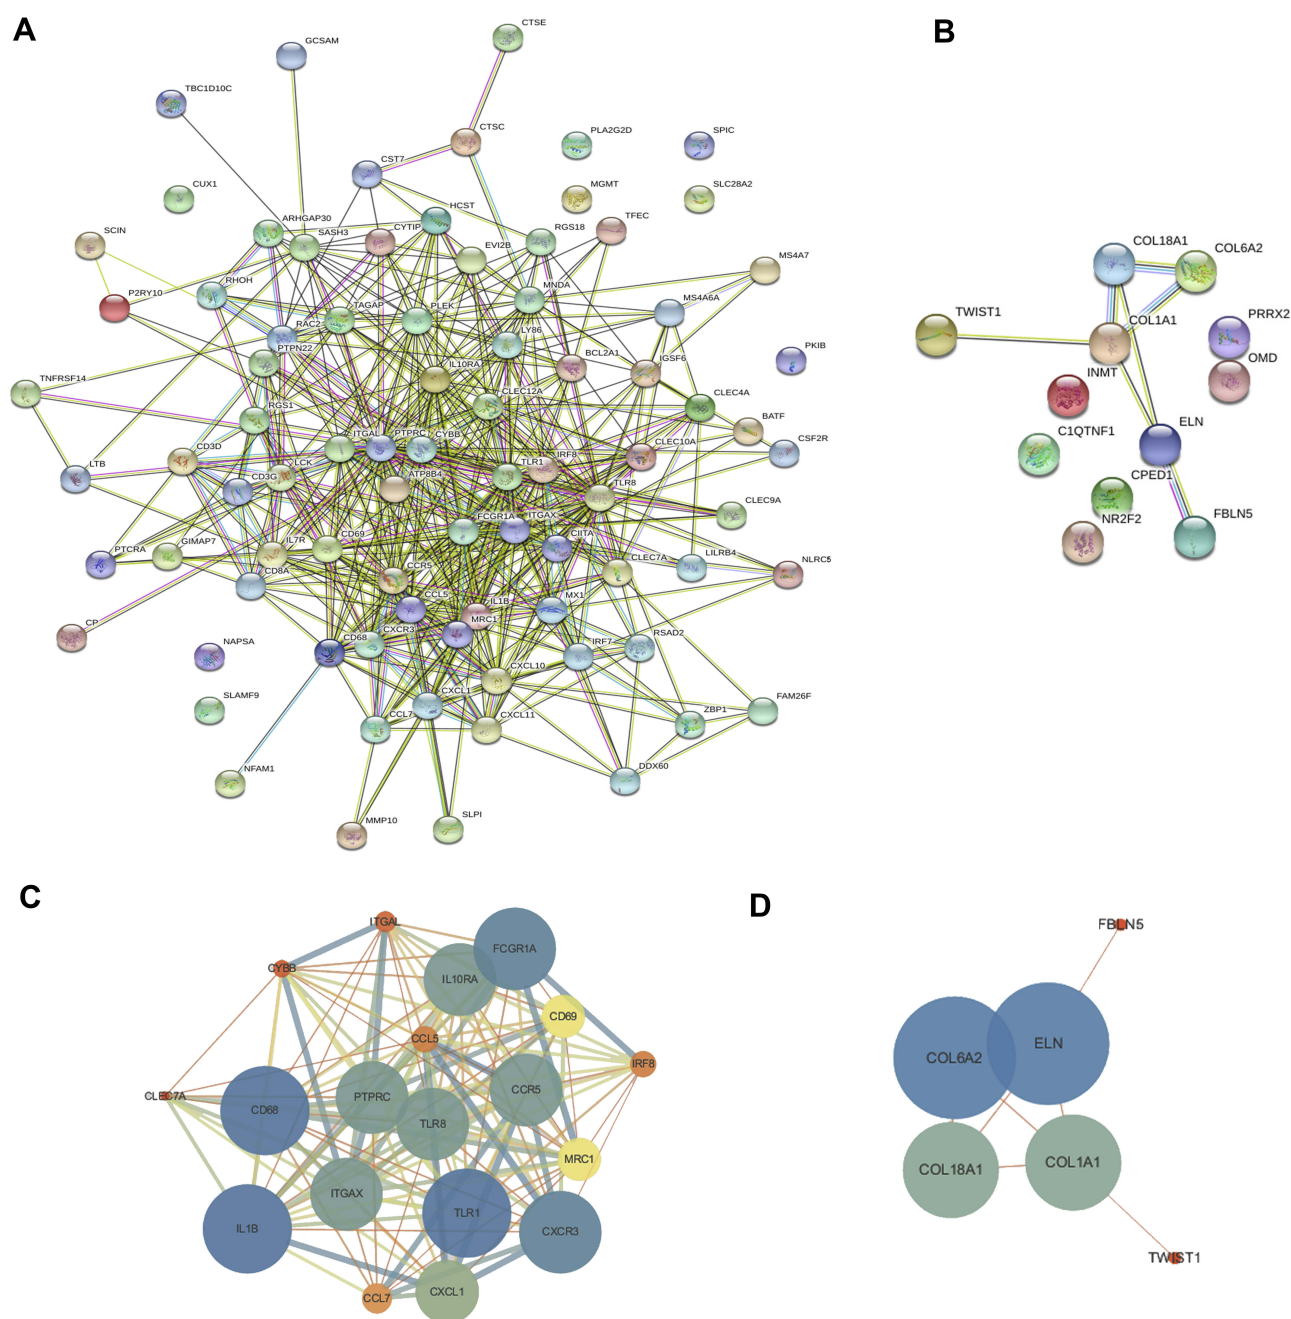 A
CTSE
GCSAM
TBC1D10C
CTSC
PLA2G2D
SPIC
CST7
CUX1
MGMT
SLC28A2
HCST
TFEC
ARHGAP30
SASH3
CYTIP
RGS18
SCIN
EVI2B
MS4A7
RHOH
P2RY10
TAGAP
PLEK
MNDA
MS4A6A
RAC2
LY86
PTPN22
BCL2A1
IGSF6
PKIB
IL10RA
TNFRSF14
CLEC12A
CLEC4A
RGS1
BATF
ITGAL
PTPRC
CYBB
CSF2R
CD3D
CLEC10A
LTB
LCK
TLR1
IRF8
CD3G
ATP8B4
TLR8
CLEC9A
FCGR1A
ITGAX
PTCRA
GIMAP7
IL7R
CD69
CIITA
CLEC7A
LILRB4
NLRC5
CD8A
CCR5
CCL5
IL1B
MX1
CP
MRC1
NAPSA
CD68
CXCR3
IRF7
RSAD2
CXCL10
SLAMF9
CXCL1
CCL7
CXCL11
ZBP1
FAM26F
NFAM1
DDX60
MMP10
SLPI
B
COL18A1
COL6A2
TWIST1
COL1A1
PRRX2
INMT
OMD
C1QTNF1
ELN
CPED1
NR2F2
FBLN5
C
ITGAL
FCGR1A
CYBB
IL10RA
CD69
CCL5
IRF8
CLEC7A
CD68
PTPRC
CCR5
TLR8
MRC1
ITGAX
IL1B
TLR1
CXCR3
CCL7
CXCL1
D
FBLN5
COL6A2
ELN
COL18A1
COL1A1
TWIST1